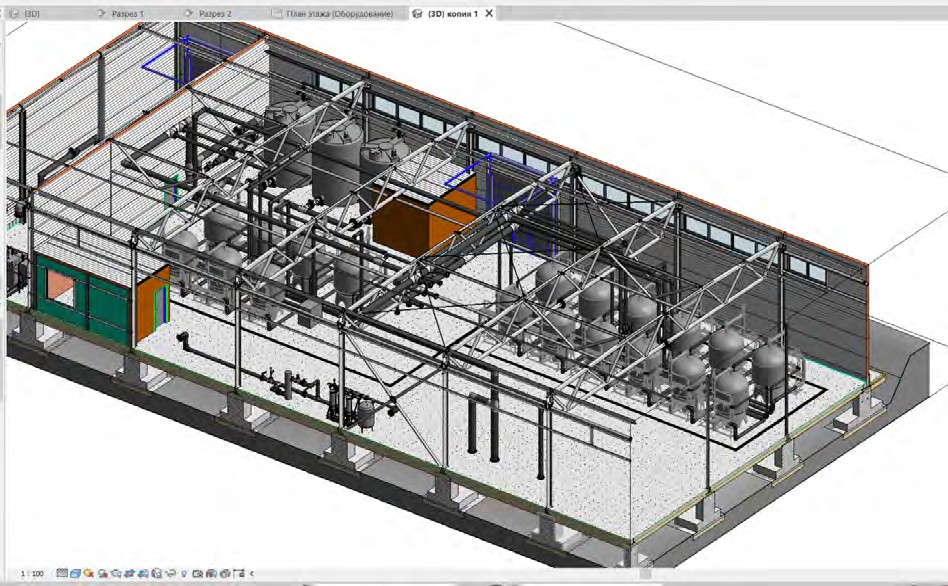 {3D}
Разрез 1
Разрез 2
План этажа (Оборудование)
{3D} копия 1
1 : 100